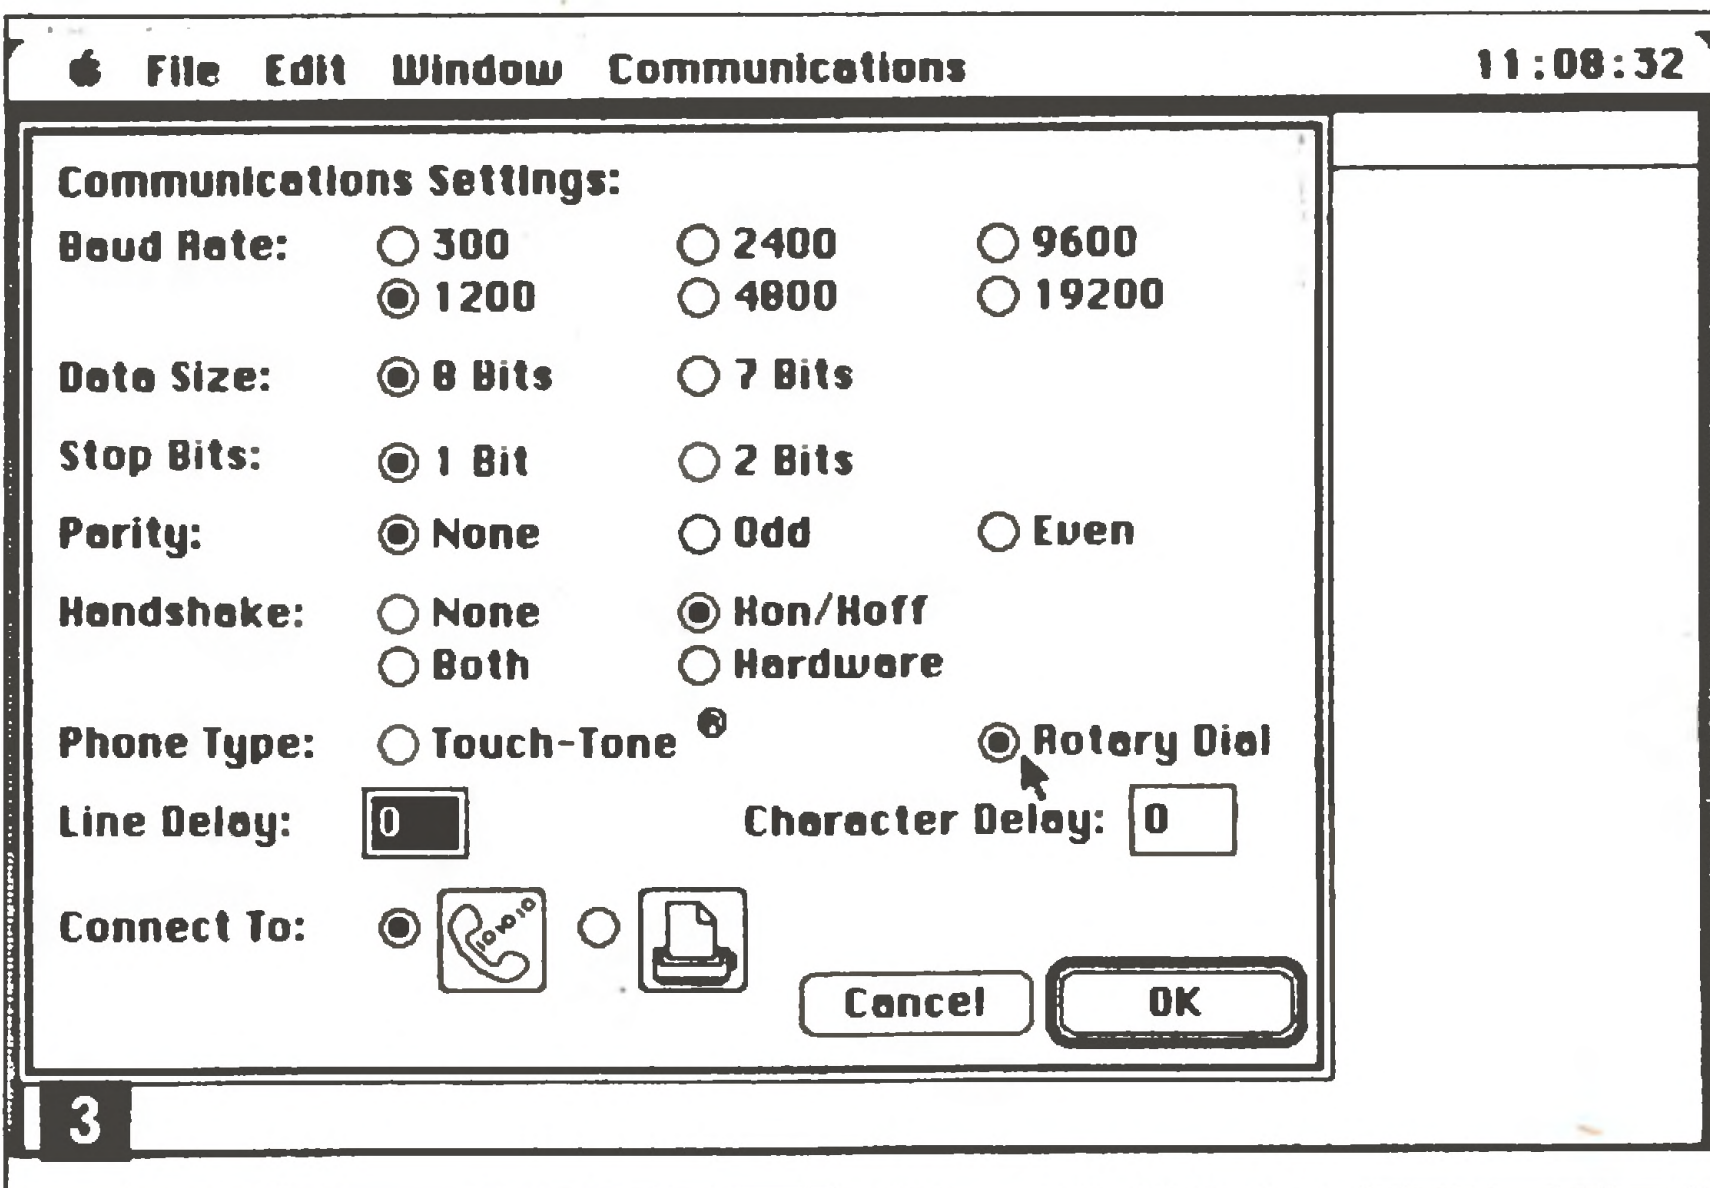 File Edit Window Communications 11:08:32
Communications Settings:
Baud Rate: 300 2400 9600
1200 4800 19200
Data Size: 8 Bits 7 Bits
Stop Bits: 1 Bit 2 Bits
Parity: None Odd Even
Handshake: None Xon/Xoff
Both Hardware
Phone Type: Touch-Tone ® Rotary Dial
Line Delay: 0 Character Delay: 0
Connect To:
Cancel OK
3